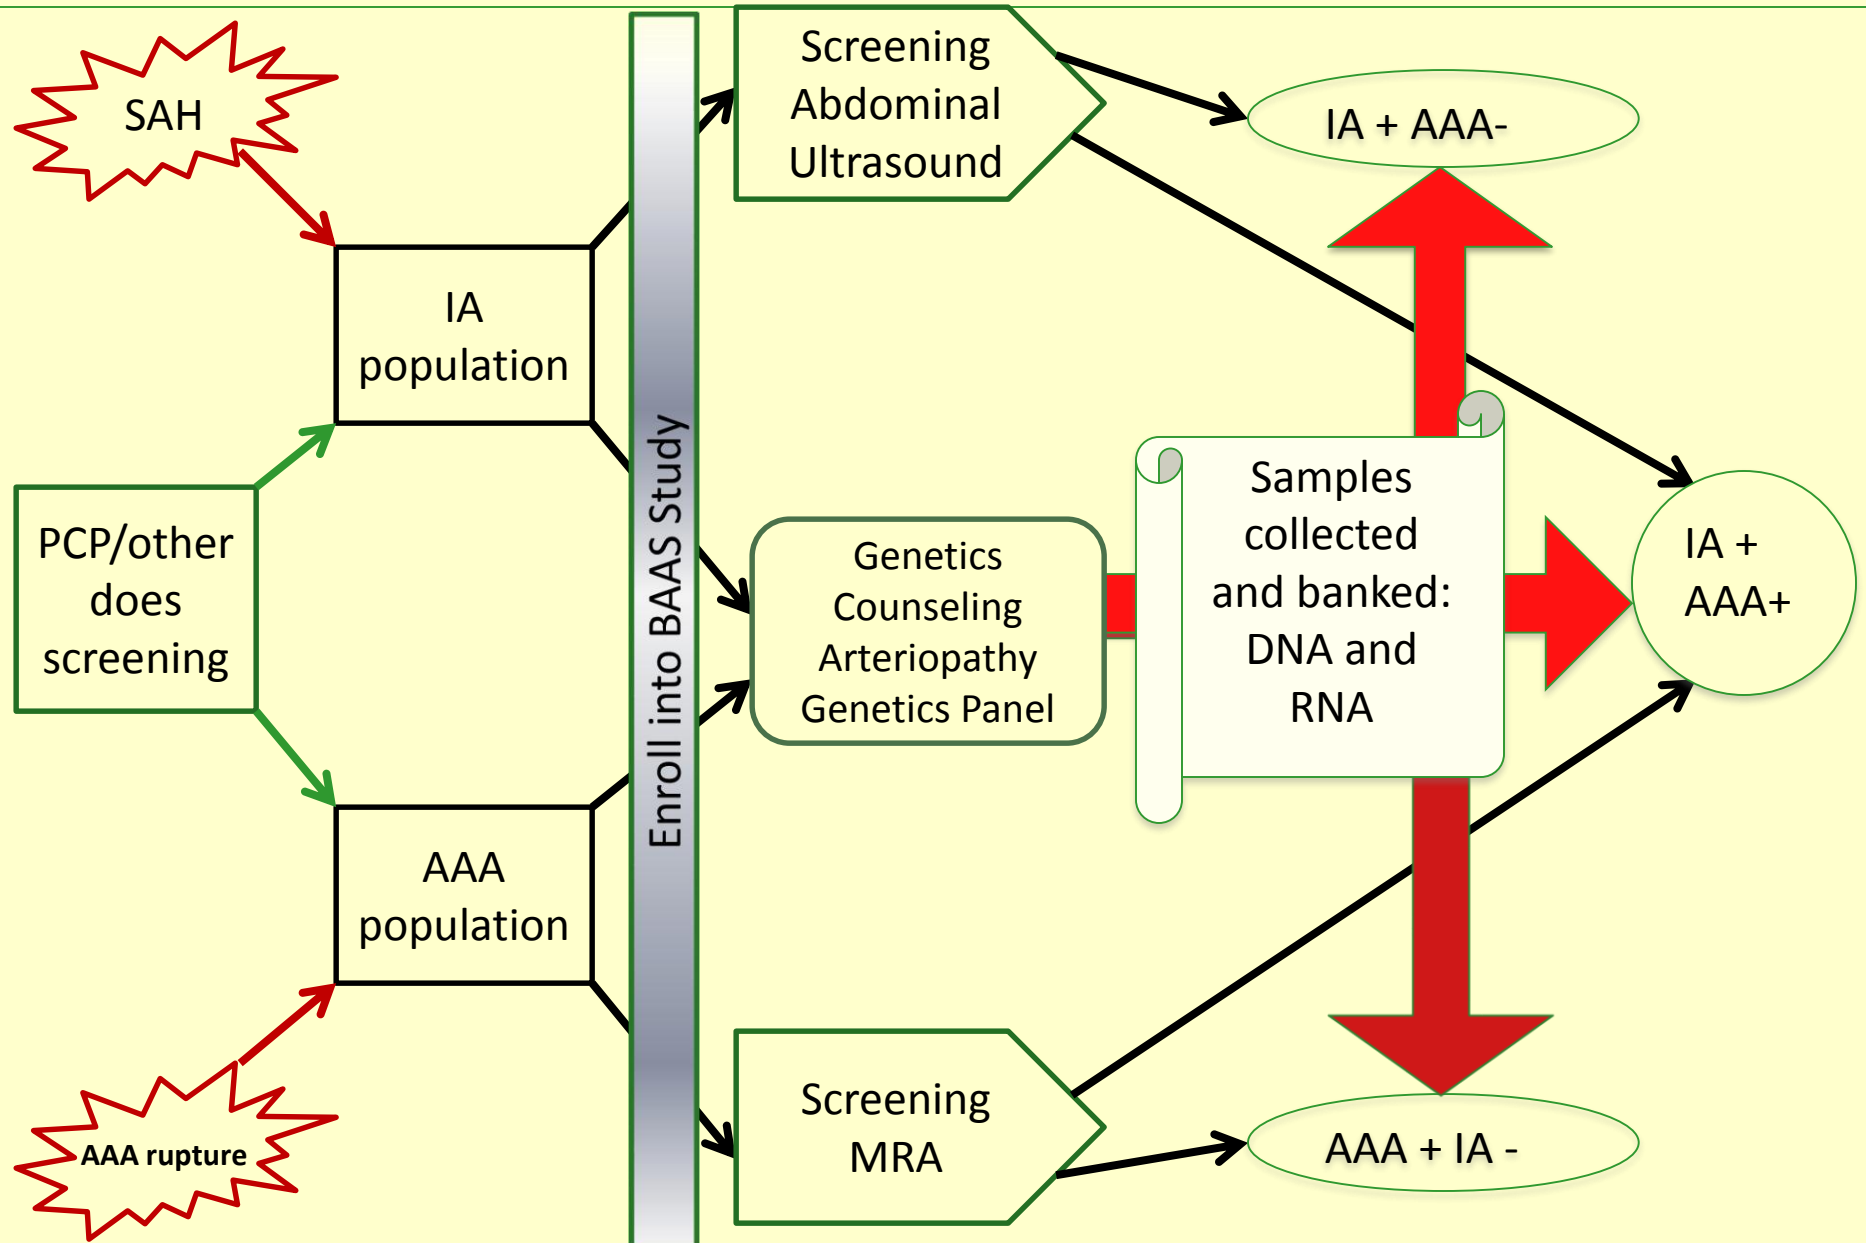 SAH
IA
population
PCP/other
does
screening
AAA
population
AAA rupture
Enroll into BAAS Study
Screening
Abdominal
Ultrasound
Genetics
Counseling
Arteriopathy
Genetics Panel
Screening
MRA
Samples
collected
and banked:
DNA and
RNA
IA + AAA-
IA +
AAA+
AAA + IA -